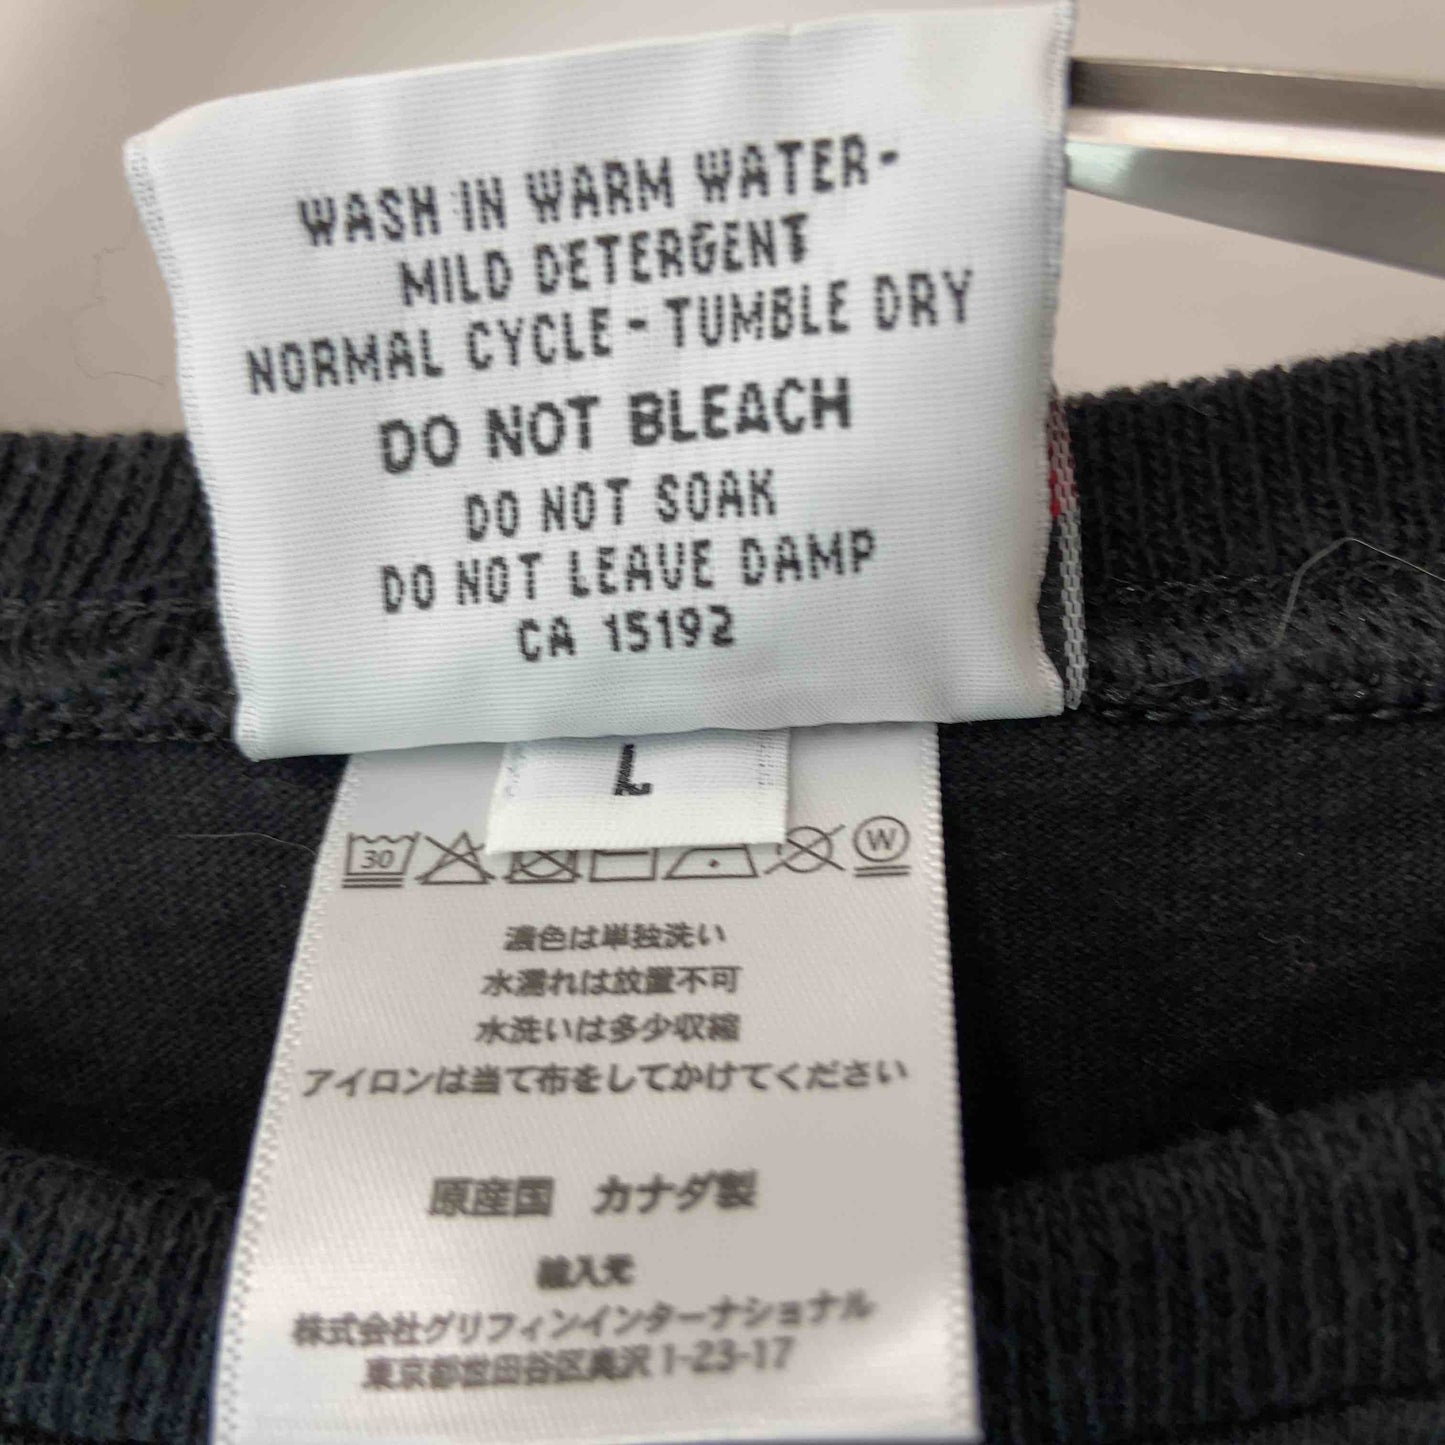 WASH IN WARM WATER-
MILD DETERGENT
NORMAL CYCLE - TUMBLE DRY
DO NOT BLEACH
DO NOT SOAK
DO NOT LEAVE DAMP
CA 15192
L
30
W
濃色は単独洗い
水濡れは放置不可
水洗いは多少収縮
アイロンは当て布をしてかけてください
原産国 カナダ製
輸入元
株式会社グリフィンインターナショナル
東京都世田谷区奥沢1-23-17